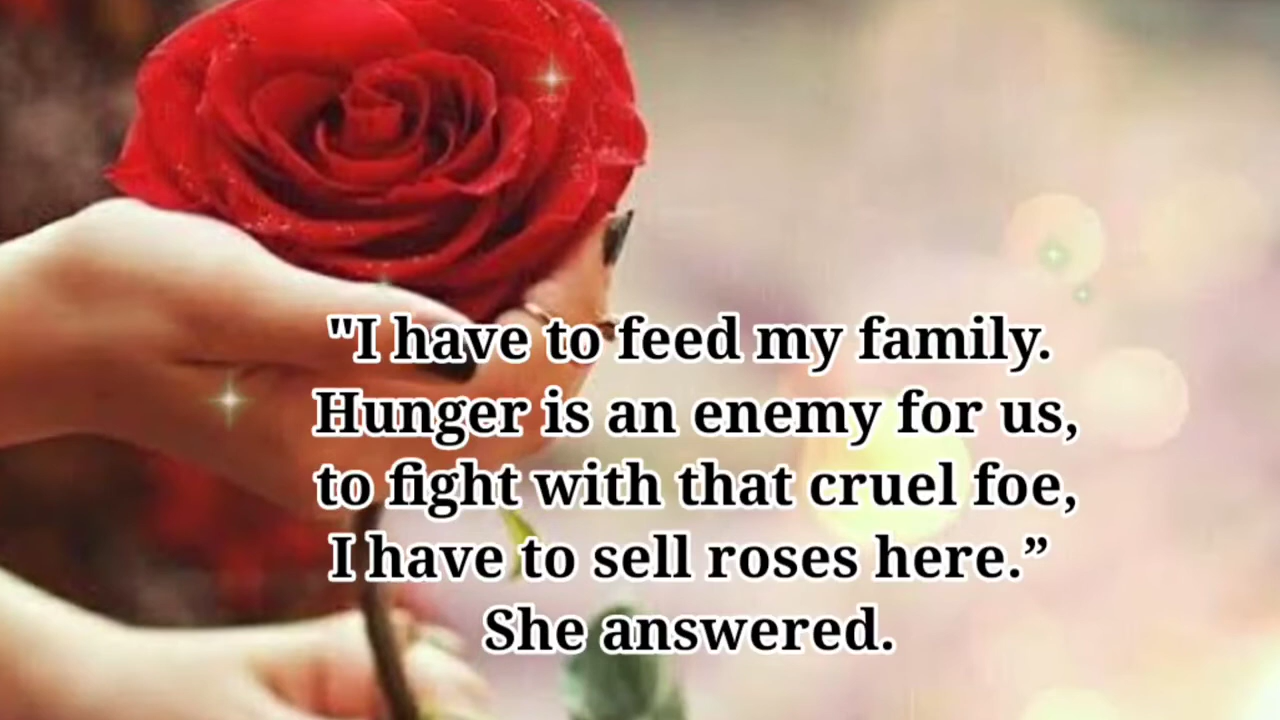 "I have to feed my family.
Hunger is an enemy for us,
to fight with that cruel foe,
I have to sell roses here.”
She answered.